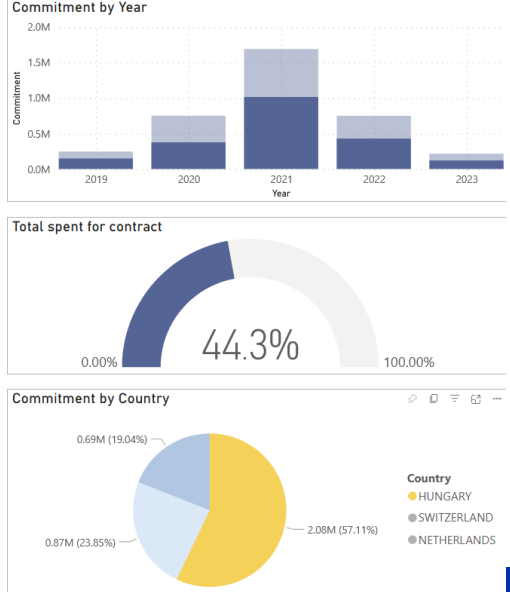 Commitment by Year
2.0M
1.5M
1.0M
0.5M
0.0M
Commitment
2019 2020 2021 2022 2023
Year
Total spent for contract
44.3%
0.00% 100.00%
Commitment by Country
0.69M (19.04%)
0.87M (23.85%)
2.08M (57.11%)
Country
HUNGARY
SWITZERLAND
NETHERLANDS